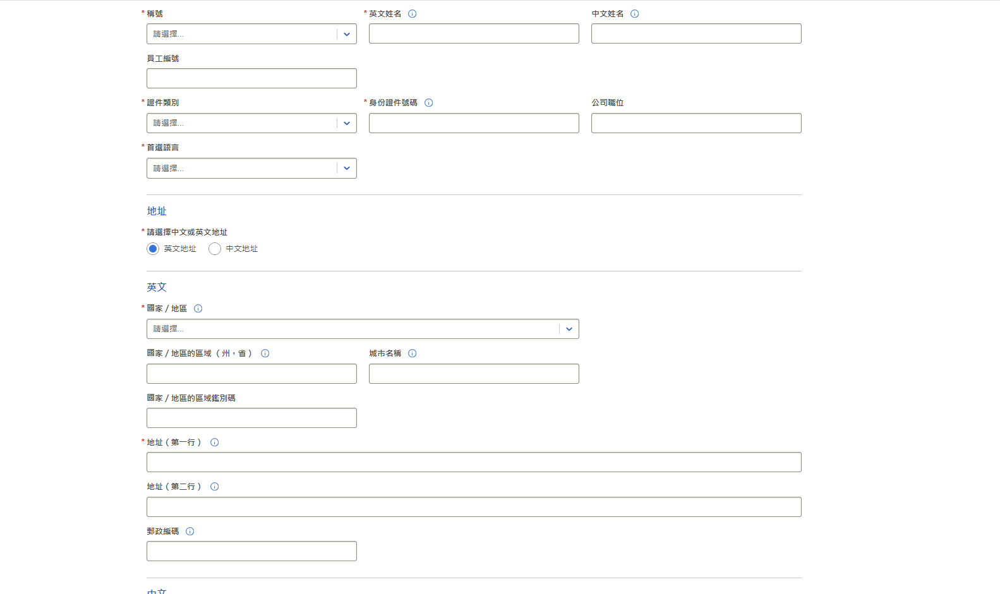 * 稱號
* 英文姓名
中文姓名
請選擇...
員工編號
* 證件類別
* 身份證件號碼
公司職位
請選擇...
* 首選語言
請選擇...
地址
* 請選擇中文或英文地址
英文地址
中文地址
英文
* 國家 / 地區
請選擇...
國家 / 地區的區域 （ 州，省 ）
城市名稱
國家 / 地區的區域鑑別碼
* 地址 ( 第一行 )
地址 ( 第二行 )
郵政編碼
中文